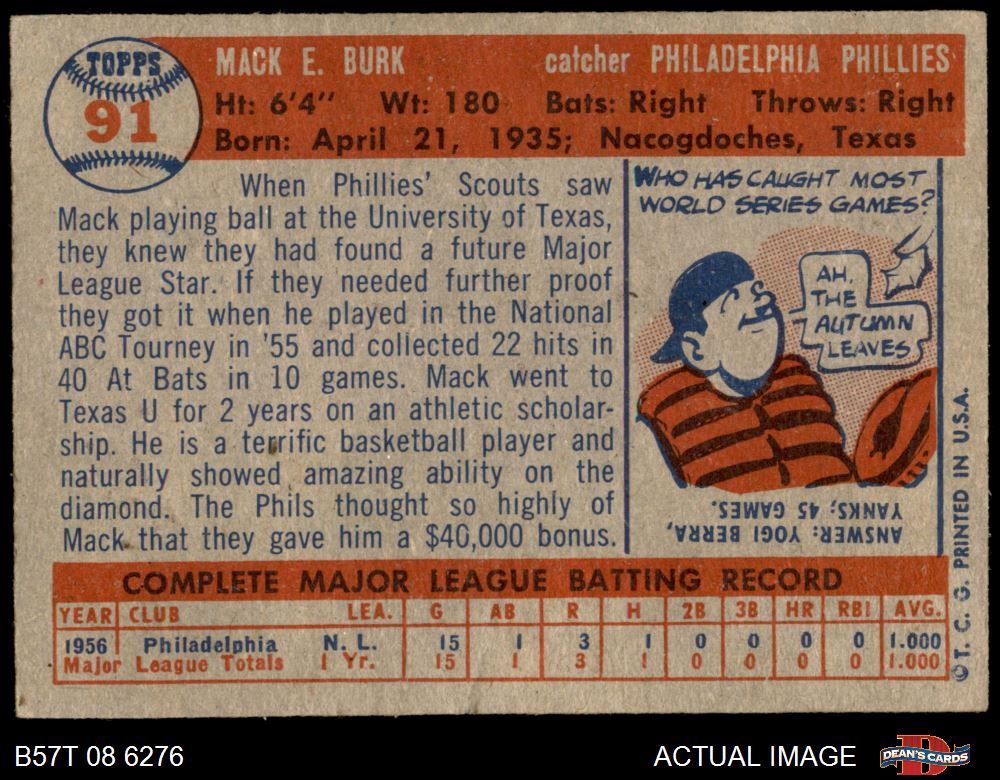 TOPPS
91
MACK E. BURK catcher PHILADELPHIA PHILLIES
Ht: 6'4" Wt: 180 Bats: Right Throws: Right
Born: April 21, 1935; Nacogdoches, Texas
When Phillies' Scouts saw
Mack playing ball at the University of Texas,
they knew they had found a future Major
League Star. If they needed further proof
they got it when he played in the National
ABC Tourney in '55 and collected 22 hits in
40 At Bats in 10 games. Mack went to
Texas U for 2 years on an athletic scholar-
ship. He is a terrific basketball player and
naturally showed amazing ability on the
diamond. The Phils thought so highly of
Mack that they gave him a $40,000 bonus.
WHO HAS CAUGHT MOST
WORLD SERIES GAMES?
AH,
THE
AUTUMN
LEAVES
ANSWER: YOGI BERRA,
YANKS; 45 GAMES.
© T. C. G. PRINTED IN U.S.A.
COMPLETE MAJOR LEAGUE BATTING RECORD
YEAR CLUB LEA. G AB R H 2B 3B HR RBI AVG.
1956 Philadelphia N. L. 15 1 3 1 0 0 0 0 1.000
Major League Totals 1 Yr. 15 1 3 1 0 0 0 0 1.000
B57T 08 6276
ACTUAL IMAGE
DEAN'S CARDS